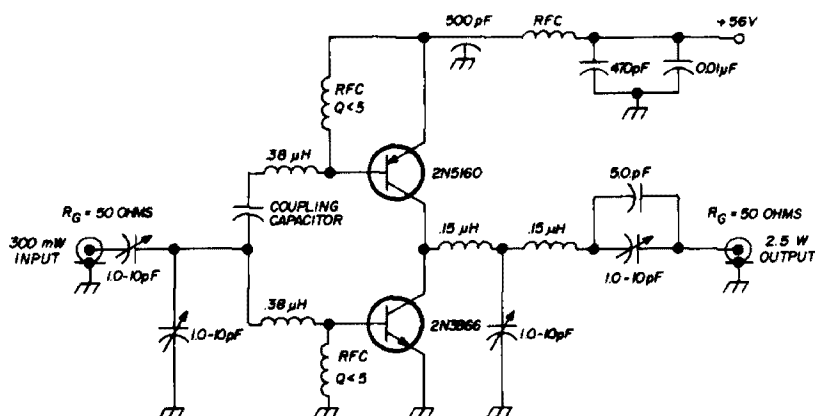 500 pF
RFC
+56V
470pF
0.01µF
RFC
Q<5
.38 µH
2N5160
COUPLING
CAPACITOR
5.0 pF
R_G = 50 OHMS
300 mW
INPUT
1.0-10pF
.15 µH
.15 µH
R_G = 50 OHMS
2.5 W
OUTPUT
1.0-10pF
.38 µH
2N3866
1.0-10pF
1.0-10pF
RFC
Q<5